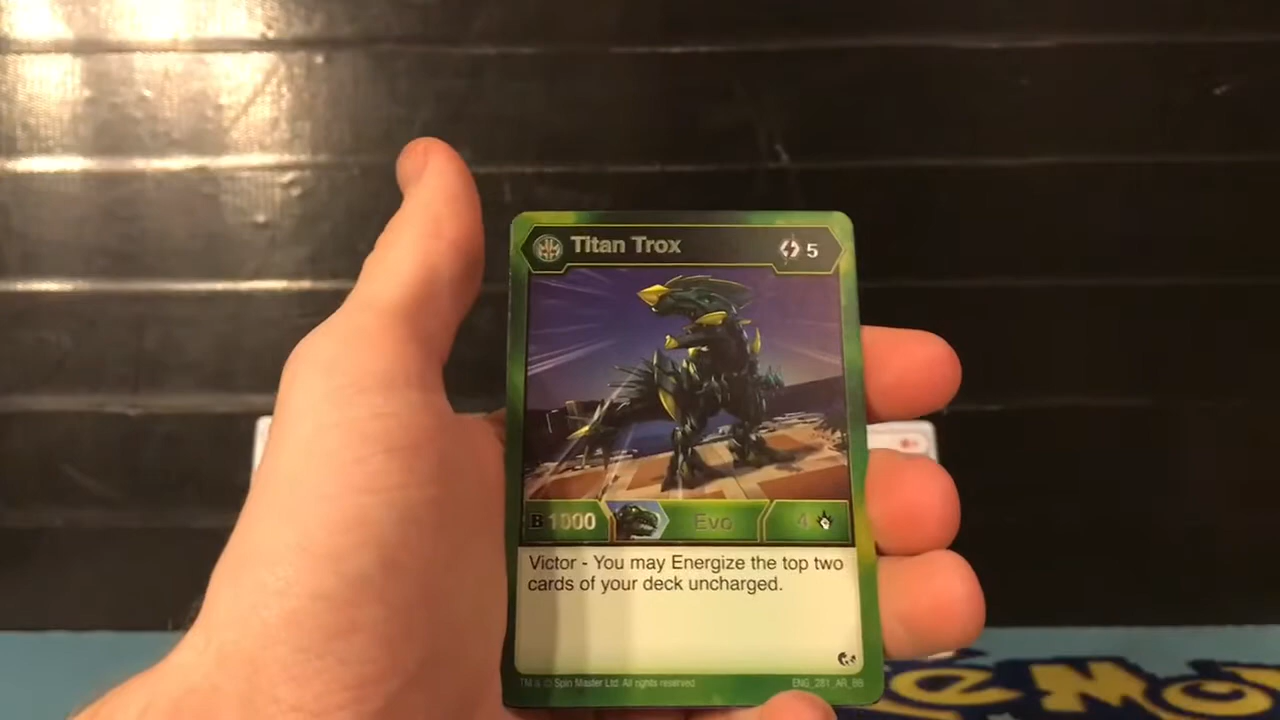 Titan Trox
5
B 1000
Evo
4
Victor - You may Energize the top two
cards of your deck uncharged.
TM & © Spin Master Ltd. All rights reserved.
ENG_281_AR_BB